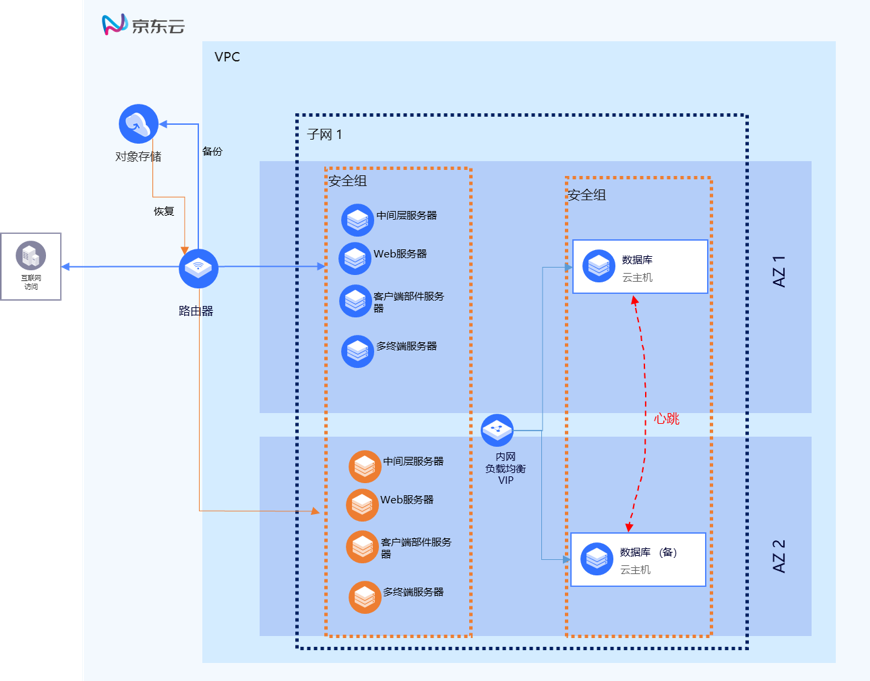 京东云
VPC
子网 1
对象存储
备份
恢复
互联网
访问
路由器
安全组
中间层服务器
Web服务器
客户端部件服务
器
多终端服务器
安全组
数据库
云主机
AZ 1
心跳
内网
负载均衡
VIP
中间层服务器
Web服务器
客户端部件服务
器
多终端服务器
数据库 （备）
云主机
AZ 2